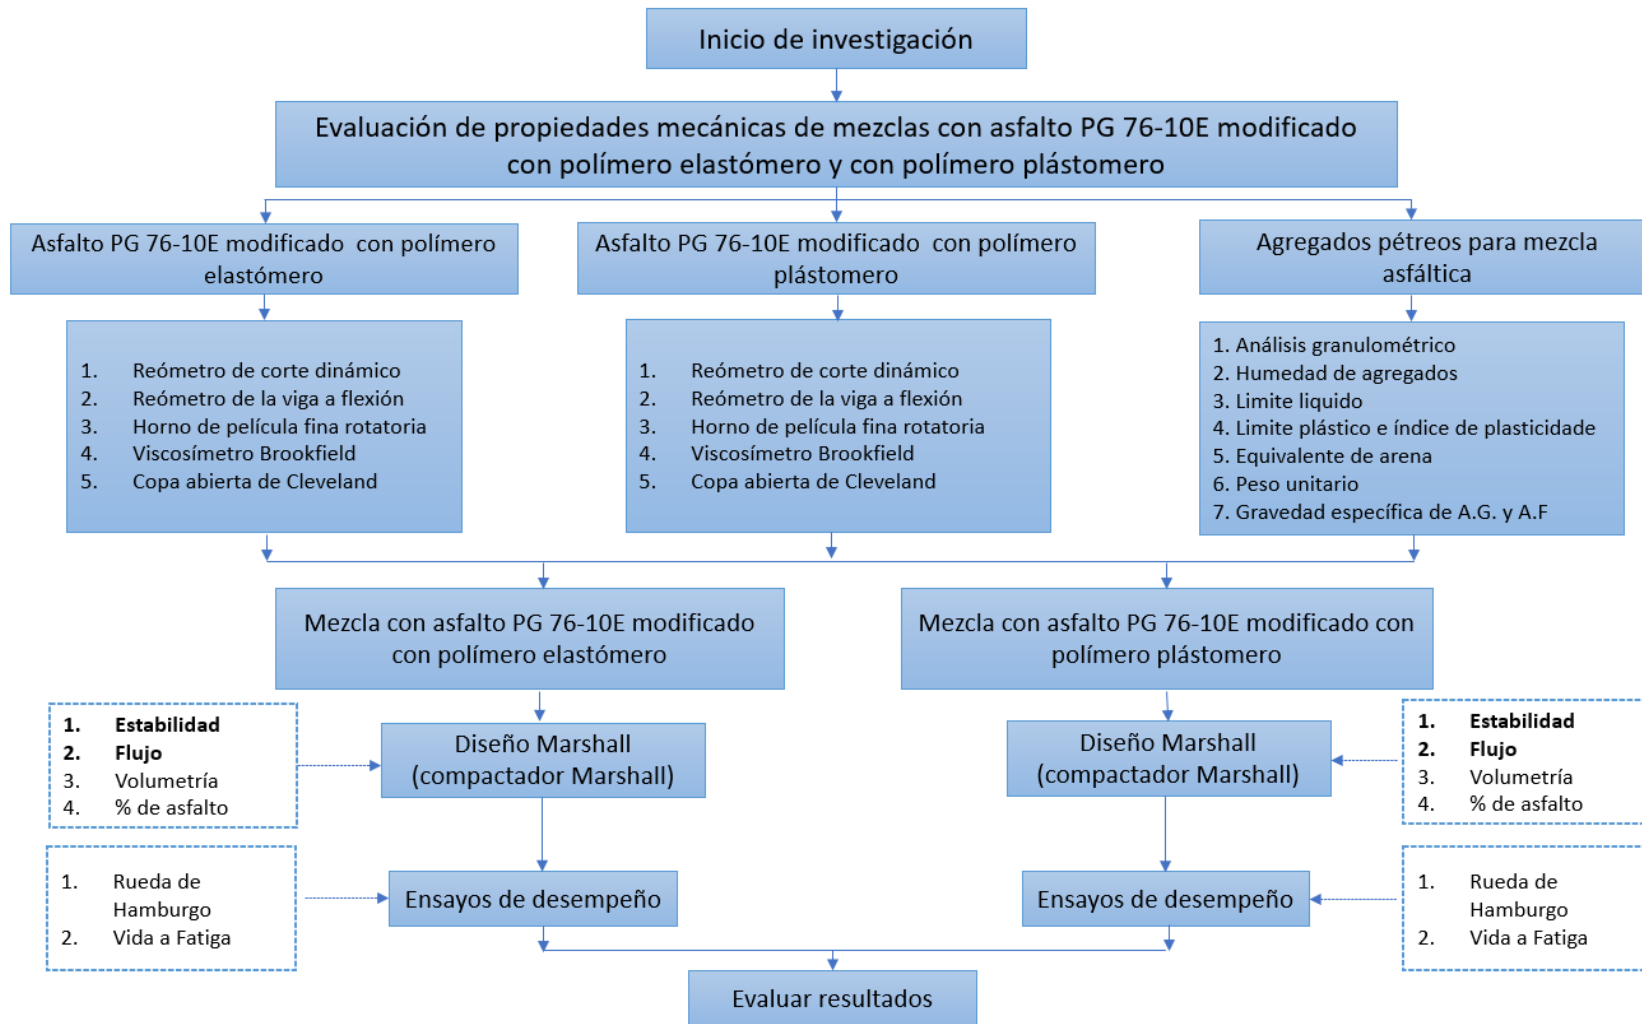 Inicio de investigación
Evaluación de propiedades mecánicas de mezclas con asfalto PG 76-10E modificado
con polímero elastómero y con polímero plástomero
Asfalto PG 76-10E modificado con polímero
elastómero
Asfalto PG 76-10E modificado con polímero
plástomero
Agregados pétreos para mezcla
asfáltica
1. Reómetro de corte dinámico
2. Reómetro de la viga a flexión
3. Horno de película fina rotatoria
4. Viscosímetro Brookfield
5. Copa abierta de Cleveland
1. Reómetro de corte dinámico
2. Reómetro de la viga a flexión
3. Horno de película fina rotatoria
4. Viscosímetro Brookfield
5. Copa abierta de Cleveland
1. Análisis granulométrico
2. Humedad de agregados
3. Limite liquido
4. Limite plástico e índice de plasticidade
5. Equivalente de arena
6. Peso unitario
7. Gravedad específica de A.G. y A.F
Mezcla con asfalto PG 76-10E modificado
con polímero elastómero
Mezcla con asfalto PG 76-10E modificado con
polímero plástomero
1. Estabilidad
2. Flujo
3. Volumetría
4. % de asfalto
Diseño Marshall
(compactador Marshall)
Diseño Marshall
(compactador Marshall)
1. Estabilidad
2. Flujo
3. Volumetría
4. % de asfalto
1. Rueda de
Hamburgo
2. Vida a Fatiga
Ensayos de desempeño
Ensayos de desempeño
1. Rueda de
Hamburgo
2. Vida a Fatiga
Evaluar resultados